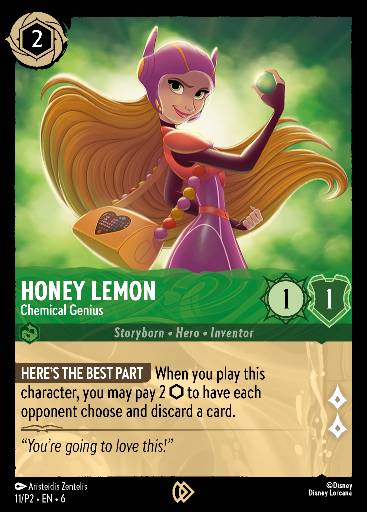 2
HONEY LEMON
Chemical Genius
1
1
Storyborn • Hero • Inventor
HERE'S THE BEST PART When you play this
character, you may pay 2 ⬡ to have each
opponent choose and discard a card.
"You're going to love this!"
Aristeidis Zentelis
11/P2 • EN • 6
©Disney
Disney Lorcana